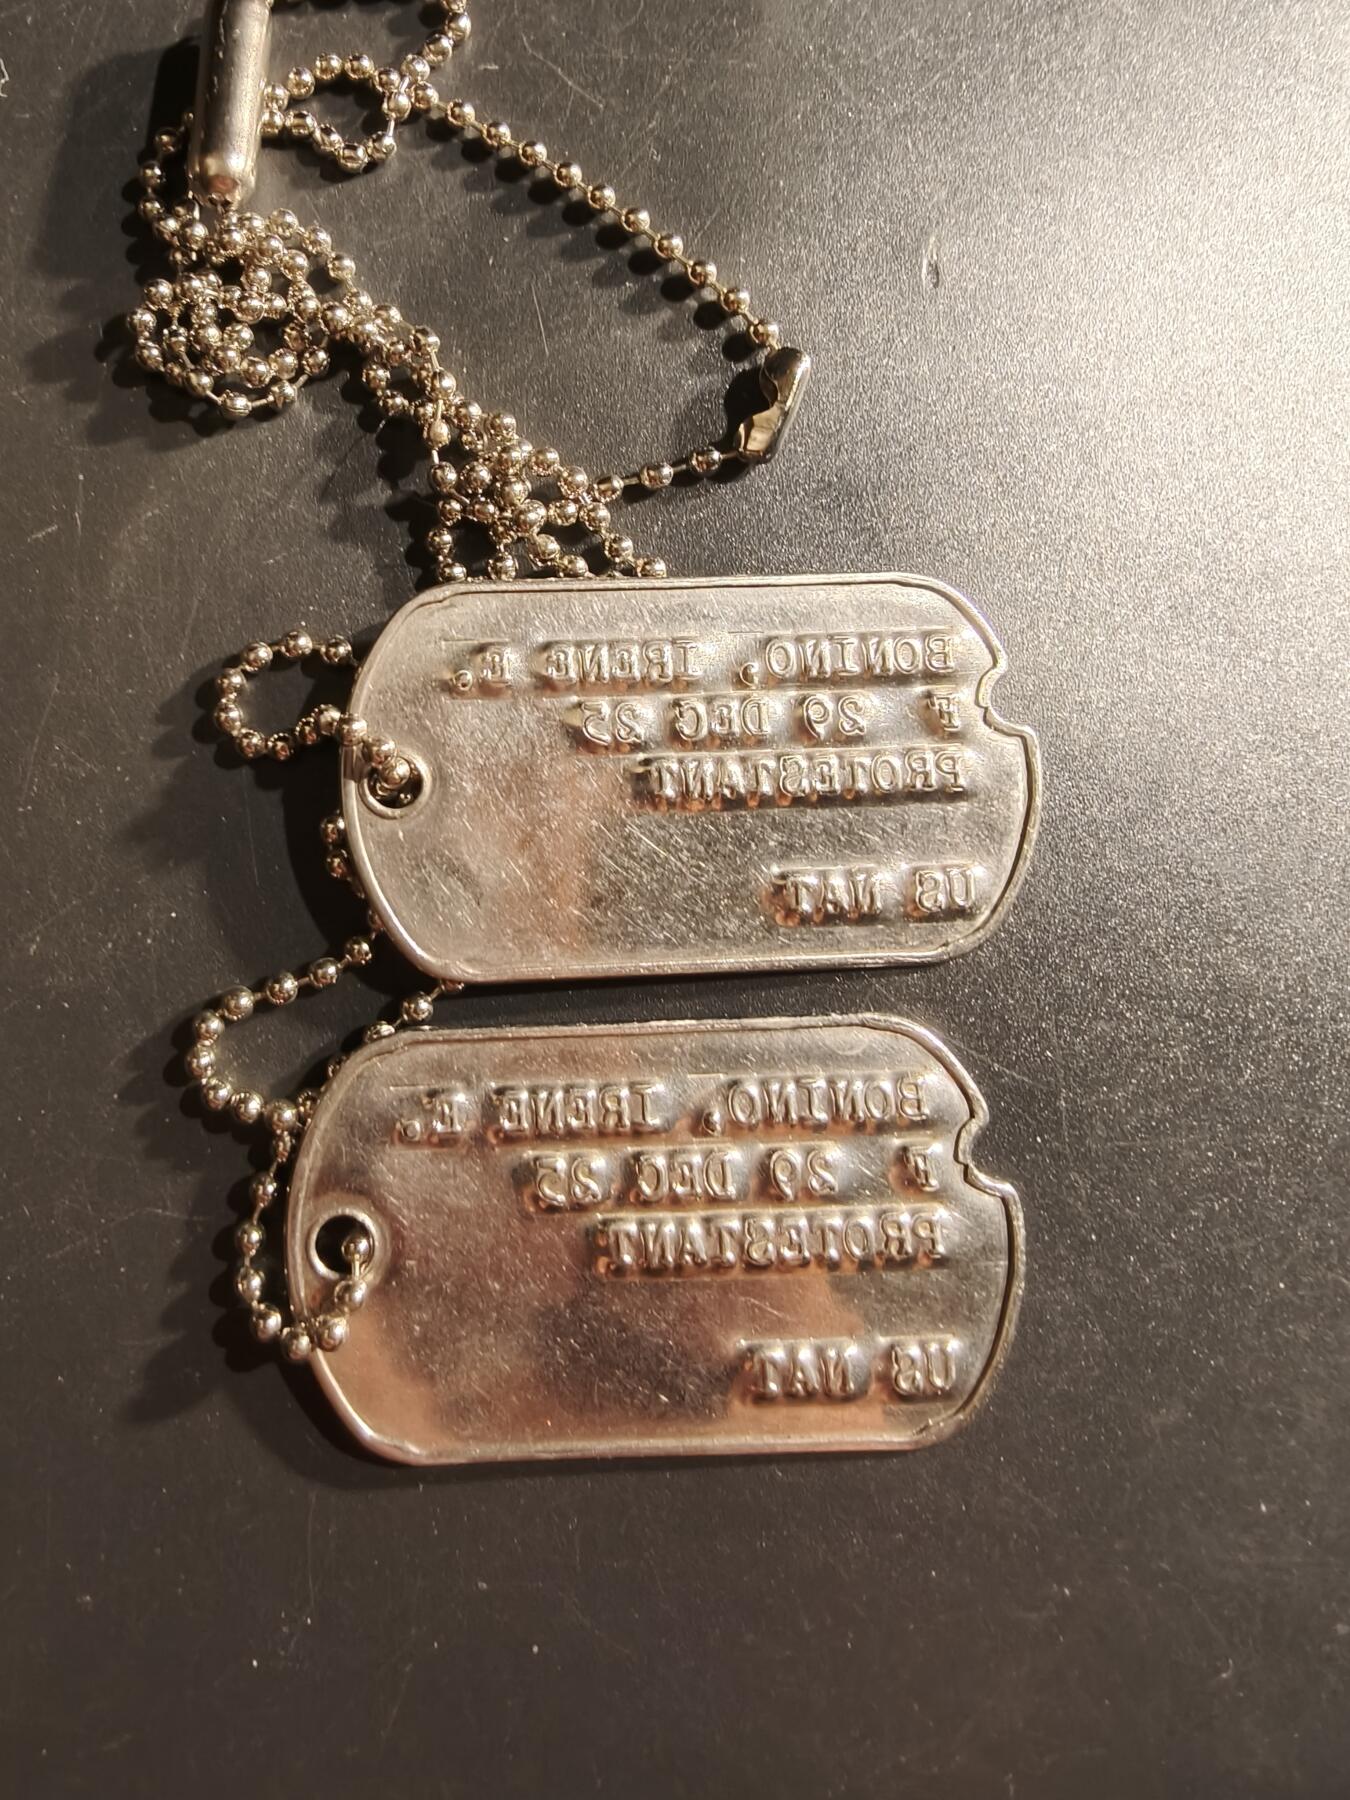 BONINO, IRENE E.
F 29 DEC 25
PROTESTANT
US NAT
BONINO, IRENE E.
F 29 DEC 25
PROTESTANT
US NAT